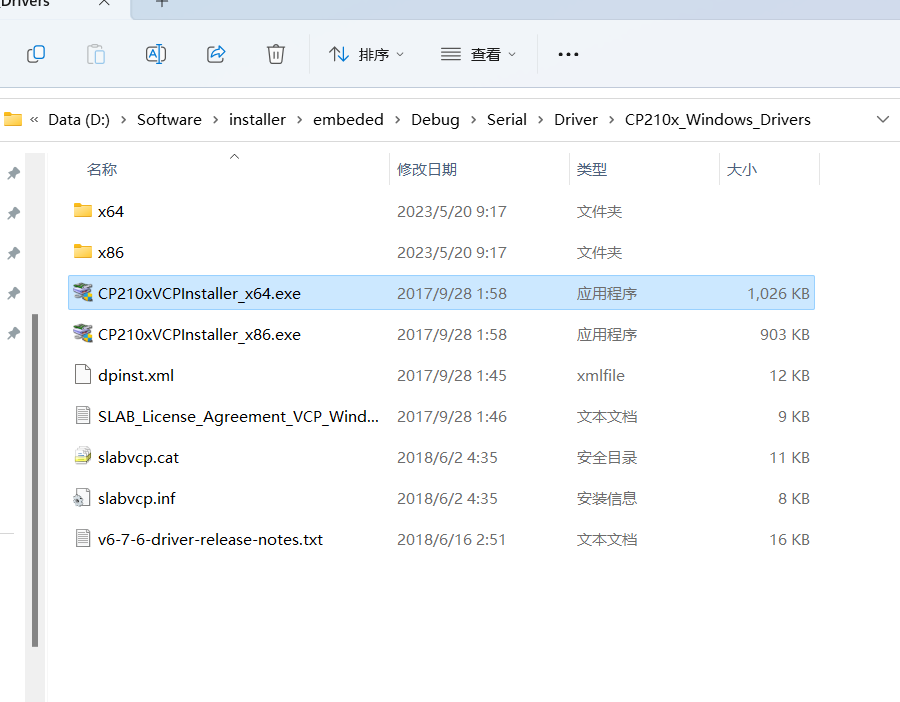 Drivers
排序 查看
« Data (D:) › Software › installer › embeded › Debug › Serial › Driver › CP210x_Windows_Drivers
名称 修改日期 类型 大小
x64 2023/5/20 9:17 文件夹
x86 2023/5/20 9:17 文件夹
CP210xVCPInstaller_x64.exe 2017/9/28 1:58 应用程序 1,026 KB
CP210xVCPInstaller_x86.exe 2017/9/28 1:58 应用程序 903 KB
dpinst.xml 2017/9/28 1:45 xmlfile 12 KB
SLAB_License_Agreement_VCP_Wind... 2017/9/28 1:46 文本文档 9 KB
slabvcp.cat 2018/6/2 4:35 安全目录 11 KB
slabvcp.inf 2018/6/2 4:35 安装信息 8 KB
v6-7-6-driver-release-notes.txt 2018/6/16 2:51 文本文档 16 KB